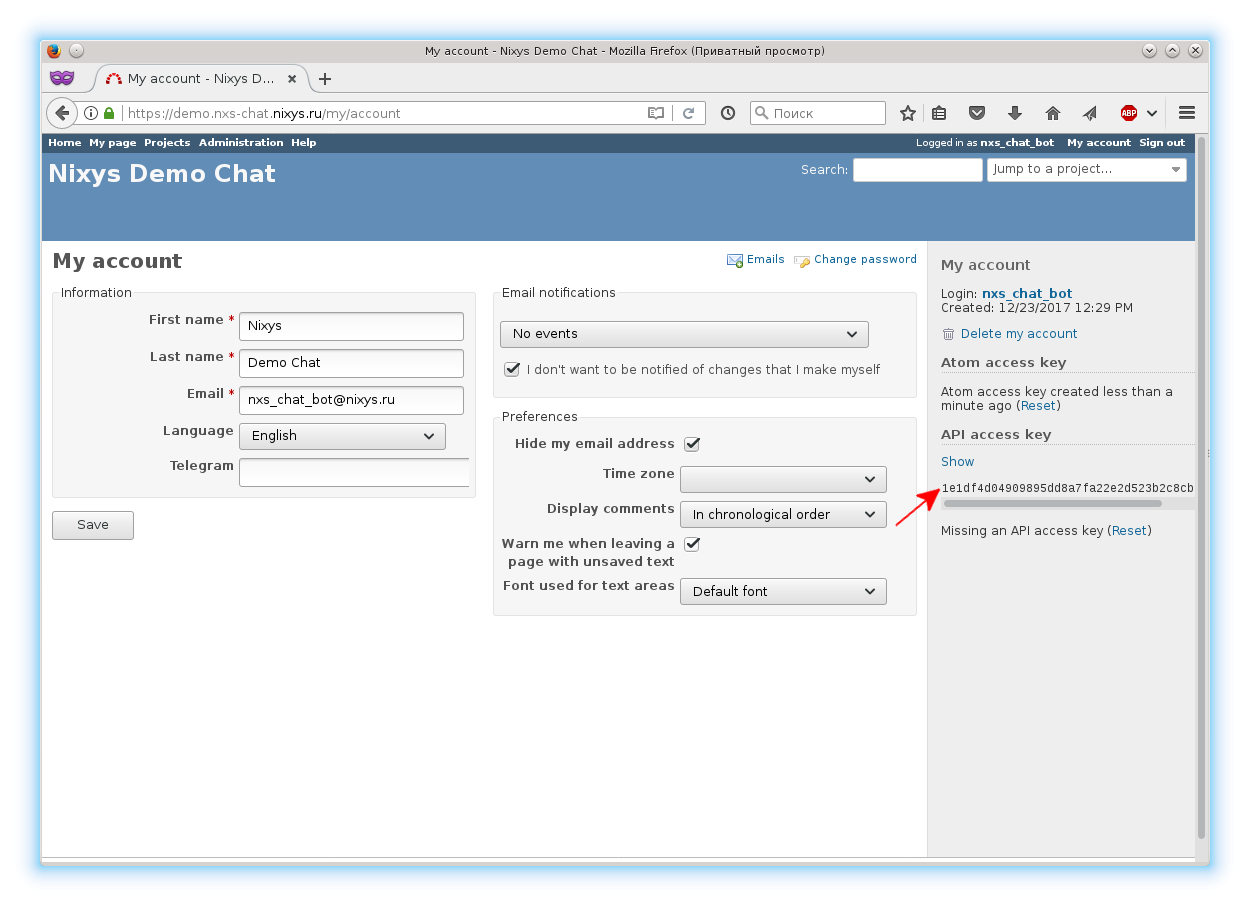 My account - Nixys Demo Chat - Mozilla Firefox (Приватный просмотр)
My account - Nixys D...
https://demo.nxs-chat.nixys.ru/my/account
Поиск
ABP
Home My page Projects Administration Help
Logged in as nxs_chat_bot My account Sign out
Nixys Demo Chat
Search:
Jump to a project...
My account
Emails
Change password
Information
First name *
Nixys
Last name *
Demo Chat
Email *
nxs_chat_bot@nixys.ru
Language
English
Telegram
Save
Email notifications
No events
I don't want to be notified of changes that I make myself
Preferences
Hide my email address
Time zone
Display comments
In chronological order
Warn me when leaving a
page with unsaved text
Font used for text areas
Default font
My account
Login: nxs_chat_bot
Created: 12/23/2017 12:29 PM
Delete my account
Atom access key
Atom access key created less than a
minute ago (Reset)
API access key
Show
1e1df4d04909895dd8a7fa22e2d523b2c8cb
Missing an API access key (Reset)